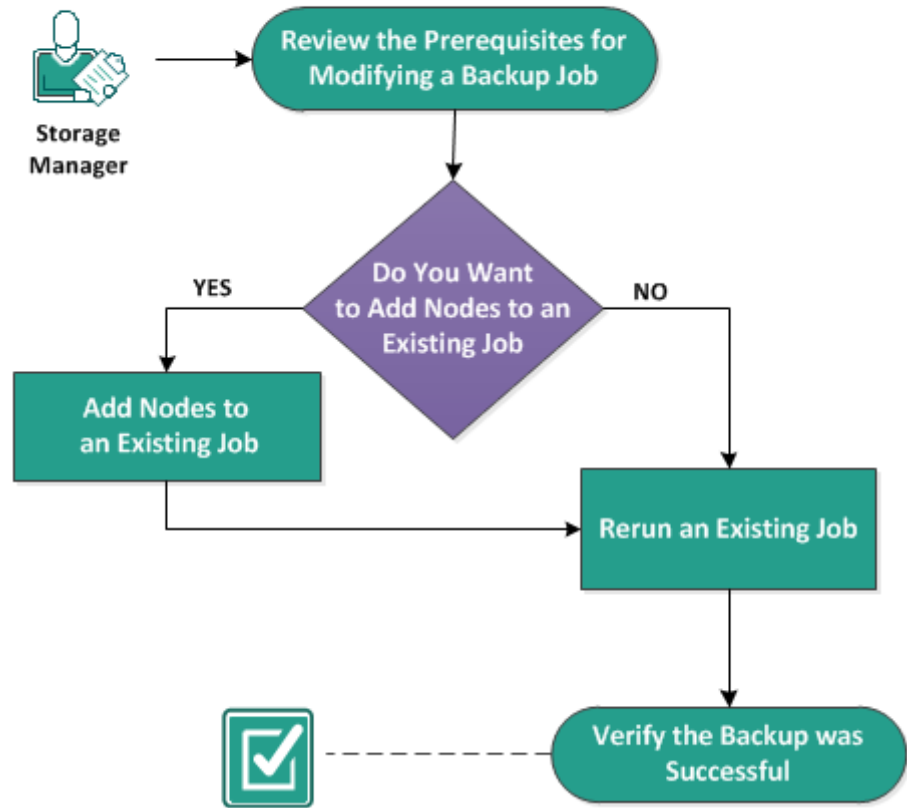 Review the Prerequisites for
Modifying a Backup Job
Storage
Manager
Do You Want
to Add Nodes to an
Existing Job
YES
NO
Add Nodes to
an Existing Job
Rerun an Existing Job
Verify the Backup was
Successful